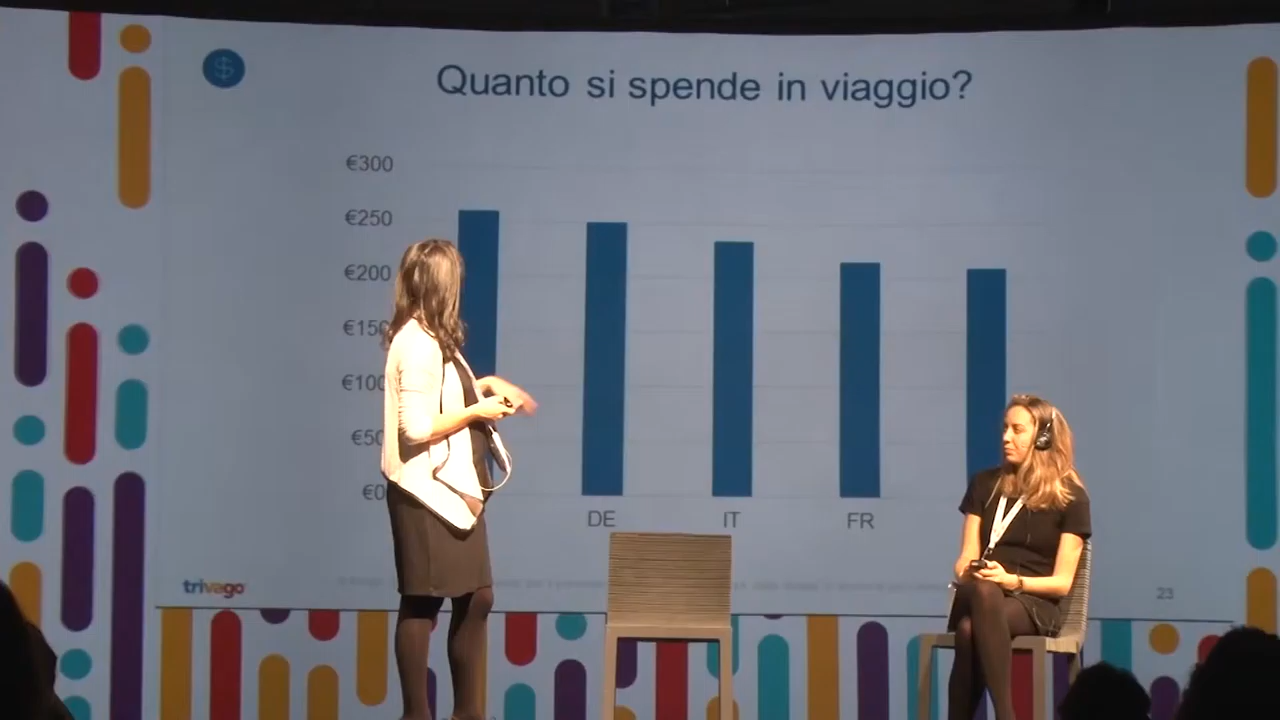 Quanto si spende in viaggio?
€300
€250
€200
€150
€100
€50
€0
DE IT FR
trivago
23